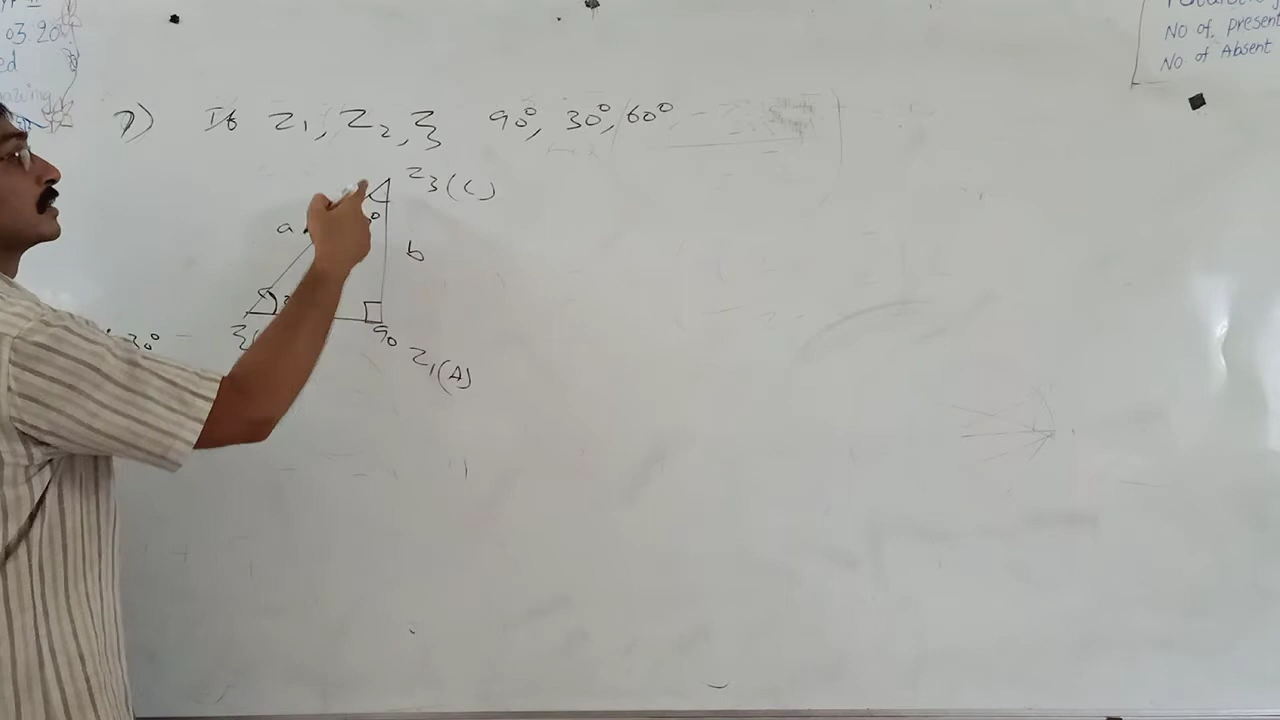 03.20
No of. present
No of Absent
7) If Z1, Z2, Z3 90°, 30°, 60°
Z3(C)
a
b
90
Z1(A)
30°